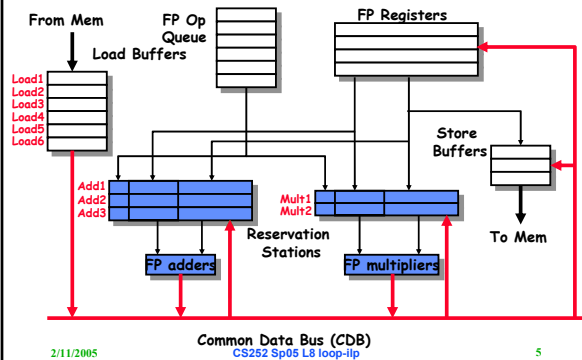 From Mem
FP Op
Queue
FP Registers
Load Buffers
Load1
Load2
Load3
Load4
Load5
Load6
Store
Buffers
Add1
Add2
Add3
Mult1
Mult2
Reservation
Stations
To Mem
FP adders
FP multipliers
Common Data Bus (CDB)
2/11/2005 CS252 Sp05 L8 loop-ilp 5